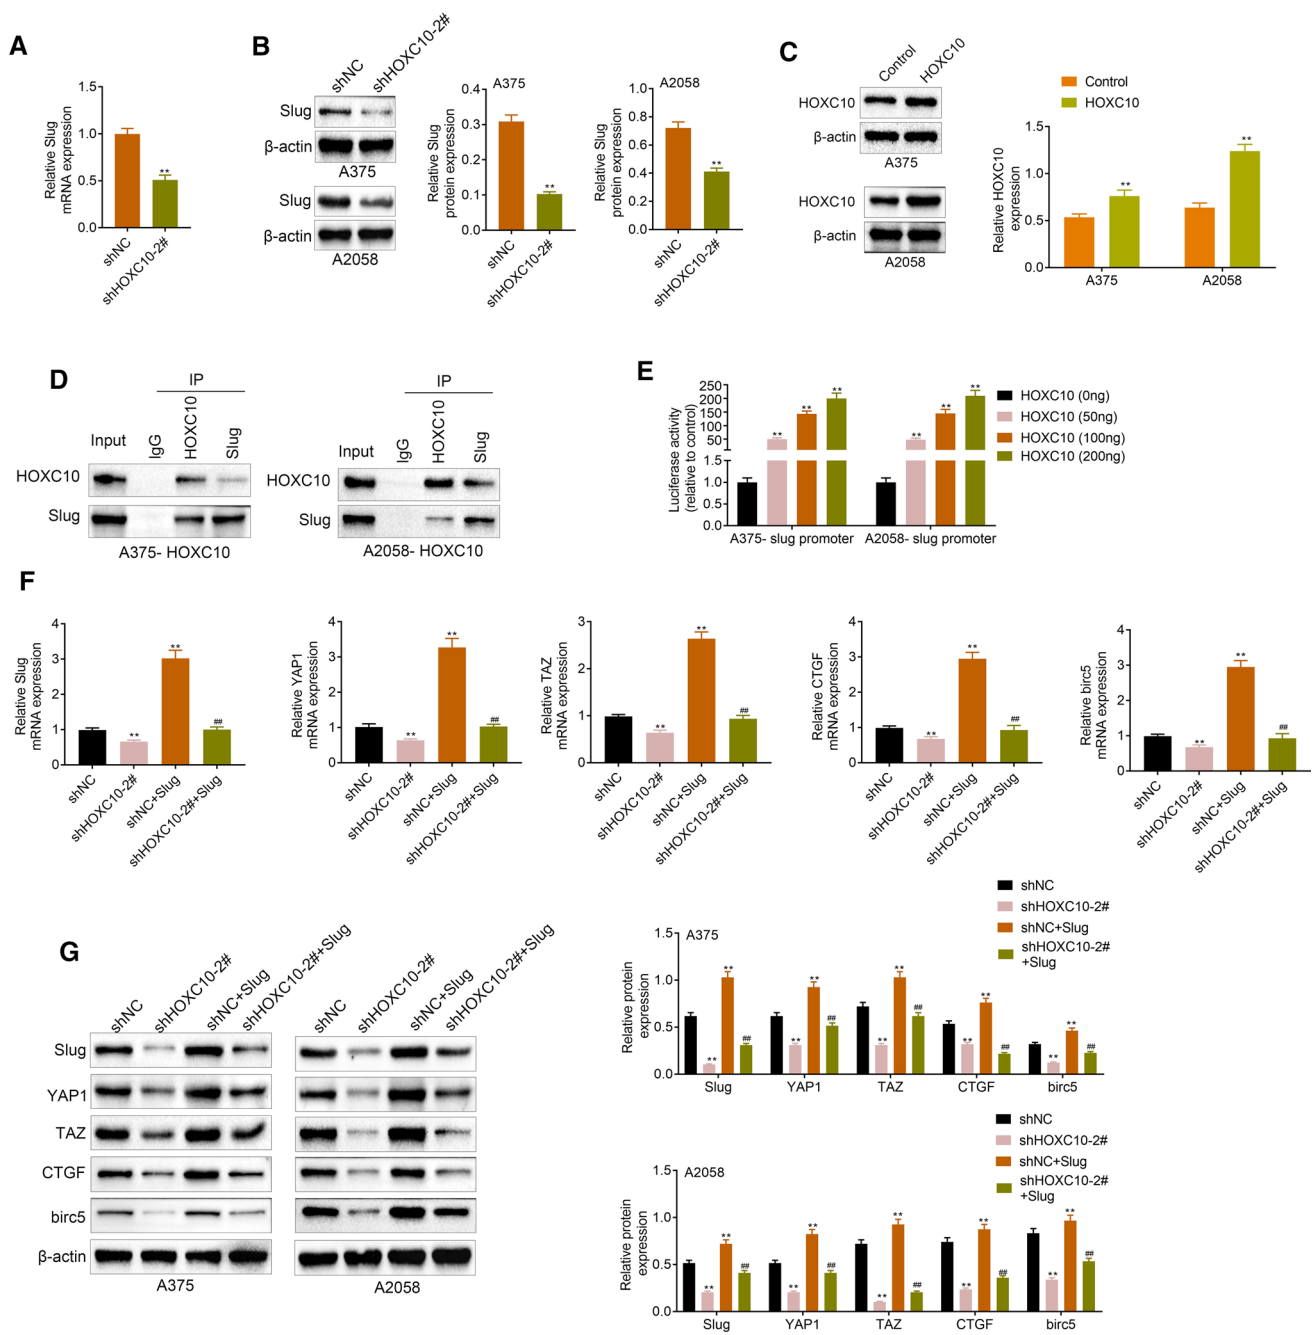 A
Relative Slug
mRNA expression
1.5
1.0
0.5
0.0
**
shNC
shHOXC10-2#
B
shNC
shHOXC10-2#
Slug
β-actin
A375
Slug
β-actin
A2058
A375
Relative Slug
protein expression
0.4
0.3
0.2
0.1
0.0
**
shNC
shHOXC10-2#
A2058
Relative Slug
protein expression
1.0
0.8
0.6
0.4
0.2
0.0
**
shNC
shHOXC10-2#
C
Control
HOXC10
HOXC10
β-actin
A375
HOXC10
β-actin
A2058
Control
HOXC10
Relative HOXC10
expression
1.5
1.0
0.5
0.0
**
**
A375
A2058
D
IP
Input
IgG
HOXC10
Slug
HOXC10
Slug
A375- HOXC10
IP
Input
IgG
HOXC10
Slug
HOXC10
Slug
A2058- HOXC10
E
Luciferase activity
(relative to control)
250
200
150
100
50
1.5
1.0
0.5
0.0
**
**
**
**
**
**
A375- slug promoter
A2058- slug promoter
HOXC10 (0ng)
HOXC10 (50ng)
HOXC10 (100ng)
HOXC10 (200ng)
F
Relative Slug
mRNA expression
4
3
2
1
0
**
**
##
shNC
shHOXC10-2#
shNC+Slug
shHOXC10-2#+Slug
Relative YAP1
mRNA expression
4
3
2
1
0
**
**
##
shNC
shHOXC10-2#
shNC+Slug
shHOXC10-2#+Slug
Relative TAZ
mRNA expression
3
2
1
0
**
**
##
shNC
shHOXC10-2#
shNC+Slug
shHOXC10-2#+Slug
Relative CTGF
mRNA expression
4
3
2
1
0
**
**
##
shNC
shHOXC10-2#
shNC+Slug
shHOXC10-2#+Slug
Relative birc5
mRNA expression
4
3
2
1
0
**
**
##
shNC
shHOXC10-2#
shNC+Slug
shHOXC10-2#+Slug
G
shNC
shHOXC10-2#
shNC+Slug
shHOXC10-2#+Slug
shNC
shHOXC10-2#
shNC+Slug
shHOXC10-2#+Slug
Slug
YAP1
TAZ
CTGF
birc5
β-actin
A375
A2058
shNC
shHOXC10-2#
shNC+Slug
shHOXC10-2#
+Slug
A375
Relative protein
expression
1.5
1.0
0.5
0.0
**
**
##
**
**
##
**
**
##
**
**
##
**
**
##
Slug
YAP1
TAZ
CTGF
birc5
shNC
shHOXC10-2#
shNC+Slug
shHOXC10-2#
+Slug
A2058
Relative protein
expression
1.5
1.0
0.5
0.0
**
**
##
**
**
##
**
**
##
**
**
##
**
**
##
Slug
YAP1
TAZ
CTGF
birc5